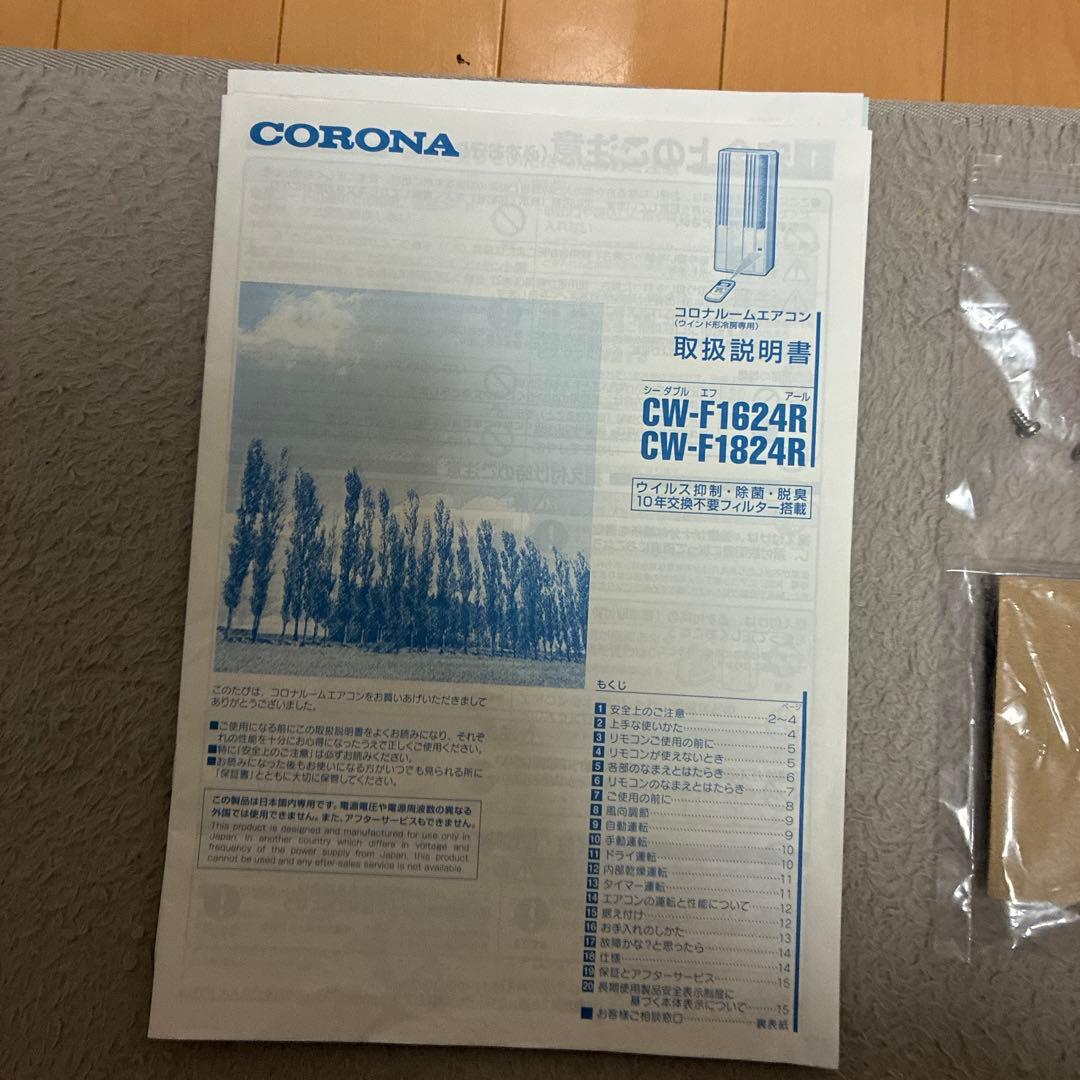 CORONA
コロナルームエアコン
(ウインド形冷房専用)
取扱説明書
シー ダブル エフ アール
CW-F1624R
CW-F1824R
ウイルス抑制・除菌・脱臭
10年交換不要フィルター搭載
このたびは、コロナルームエアコンをお買いあげいただきまして
ありがとうございました。
■ご使用になる前にこの取扱説明書をよくお読みになり、それぞ
れの性能を十分にお心得になったうえで正しくご使用ください。
■特に「安全上のご注意」は必ずお読みください。
■お読みになった後もお使いになる方がいつでも見られる所に
「保証書」とともに大切に保管してください。
この製品は日本国内専用です。電源電圧や電源周波数の異なる
外国では使用できません。また、アフターサービスもできません。
This product is designed and manufactured for use only in
Japan. In another country which differs in voltage and
frequency of the power supply from Japan, this product
cannot be used and any after-sales service is not available.
もくじ
ページ
1 安全上のご注意 2~4
2 上手な使いかた 4
3 リモコンご使用の前に 5
4 リモコンが使えないとき 5
5 各部のなまえとはたらき 6
6 リモコンのなまえとはたらき 7
7 ご使用の前に 8
8 風向調節 9
9 自動運転 9
10 手動運転 10
11 ドライ運転 10
12 内部乾燥運転 11
13 タイマー運転 11
14 エアコンの運転と性能について 12
15 据え付け 12
16 お手入れのしかた 13
17 故障かな?と思ったら 14
18 仕様 14
19 保証とアフターサービス 15
20 長期使用製品安全表示制度に
基づく本体表示について 15
■ お客様ご相談窓口 裏表紙